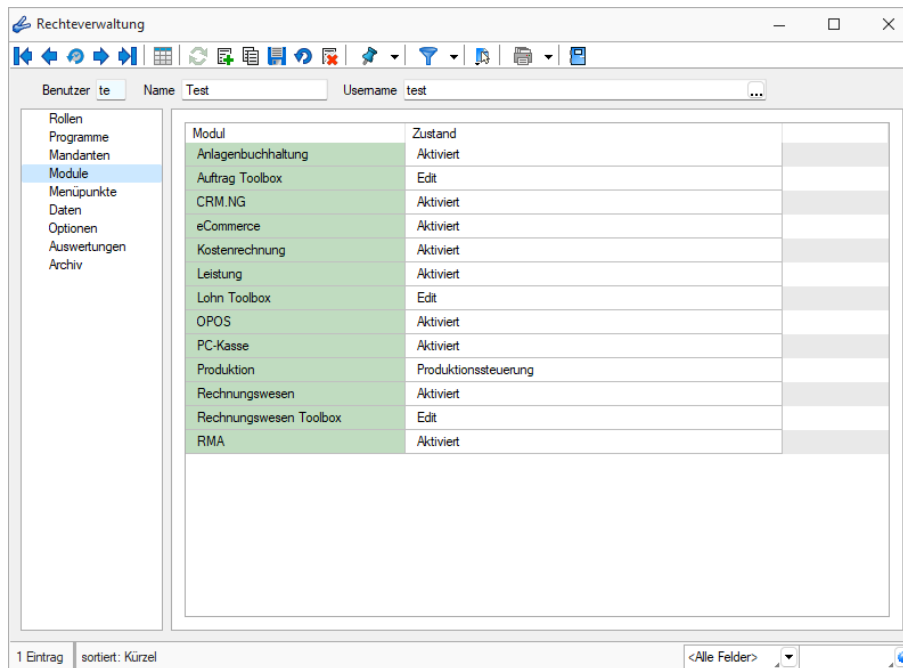 Rechteverwaltung
Benutzer te Name Test Username test ...
Rollen
Programme
Mandanten
Module
Menüpunkte
Daten
Optionen
Auswertungen
Archiv
Modul Zustand
Anlagenbuchhaltung Aktiviert
Auftrag Toolbox Edit
CRM.NG Aktiviert
eCommerce Aktiviert
Kostenrechnung Aktiviert
Leistung Aktiviert
Lohn Toolbox Edit
OPOS Aktiviert
PC-Kasse Aktiviert
Produktion Produktionssteuerung
Rechnungswesen Aktiviert
Rechnungswesen Toolbox Edit
RMA Aktiviert
1 Eintrag sortiert: Kürzel <Alle Felder>